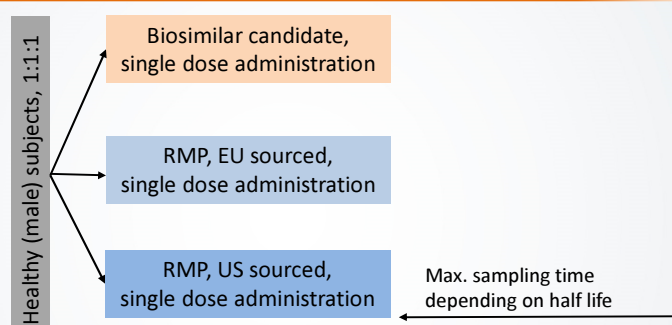 Healthy (male) subjects, 1:1:1
Biosimilar candidate,
single dose administration
RMP, EU sourced,
single dose administration
RMP, US sourced,
single dose administration
Max. sampling time
depending on half life